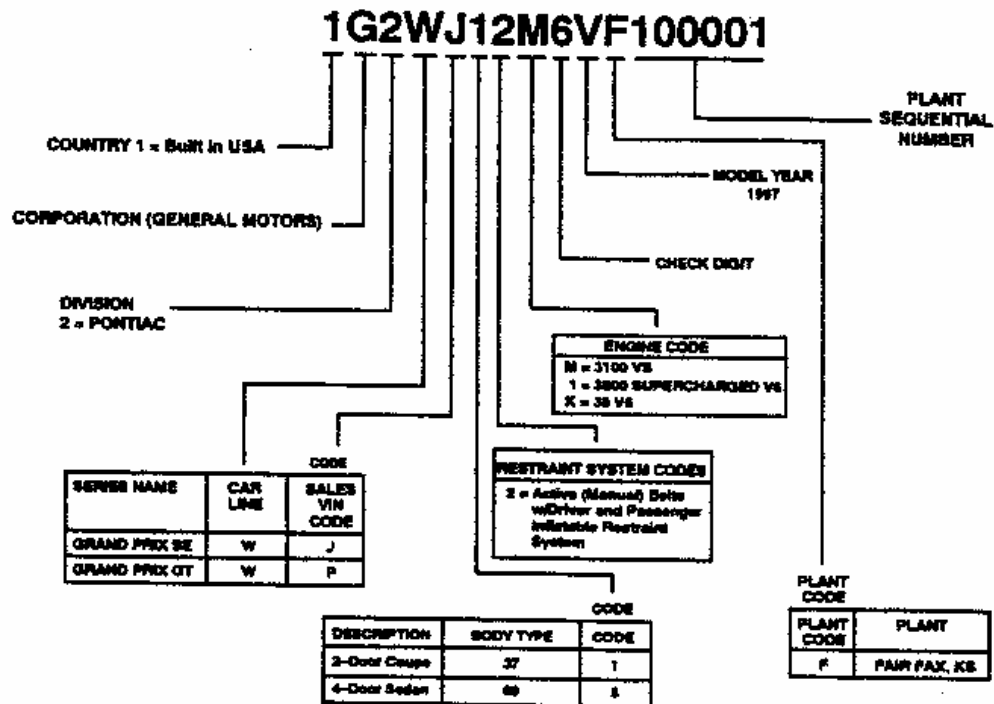 1G2WJ12M6VF100001
PLANT
SEQUENTIAL
NUMBER
COUNTRY 1 = Built in USA
MODEL YEAR
1997
CORPORATION (GENERAL MOTORS)
CHECK DIGIT
DIVISION
2 = PONTIAC
ENGINE CODE
M = 3100 V6
1 = 3800 SUPERCHARGED V6
K = 38 V6
CODE
SERIES NAME
CAR
LINE
SALES
VIN
CODE
GRAND PRIX SE
W
J
GRAND PRIX GT
W
P
RESTRAINT SYSTEM CODES
2 = Active (Manual) Belts
w/Driver and Passenger
Inflatable Restraint
System
CODE
DESCRIPTION
BODY TYPE
CODE
2-Door Coupe
37
1
4-Door Sedan
PLANT
CODE
PLANT
CODE
PLANT
F
FAIRFAX, KS